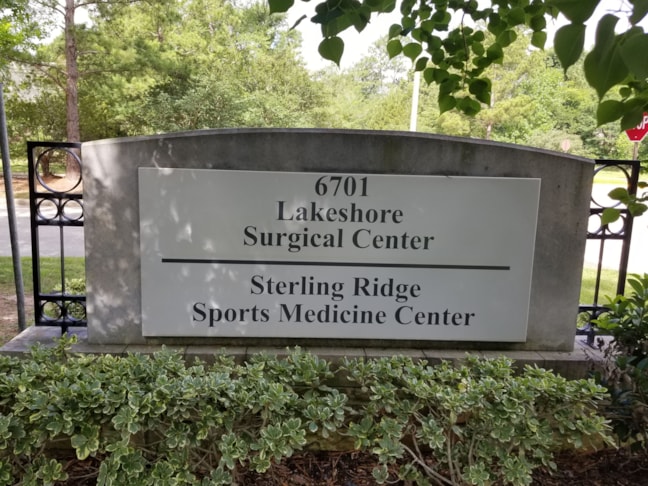 6701
Lakeshore
Surgical Center
Sterling Ridge
Sports Medicine Center